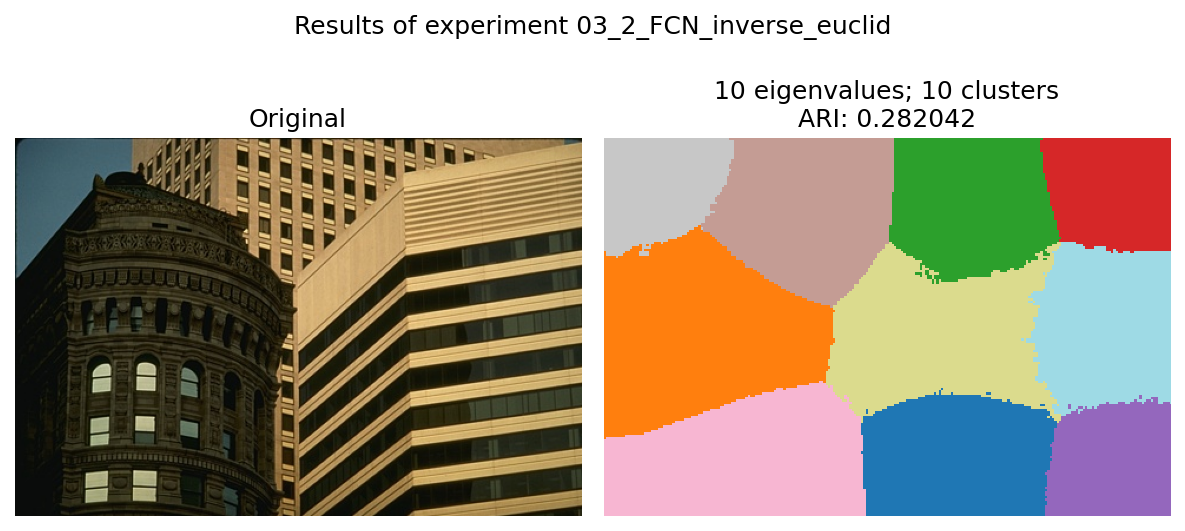 Results of experiment 03_2_FCN_inverse_euclid
Original
10 eigenvalues; 10 clusters
ARI: 0.282042